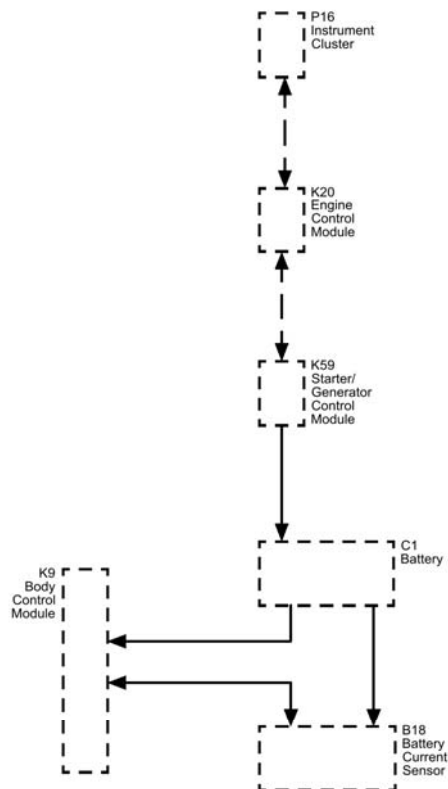 P16
Instrument
Cluster
K20
Engine
Control
Module
K59
Starter/
Generator
Control
Module
C1
Battery
K9
Body
Control
Module
B18
Battery
Current
Sensor